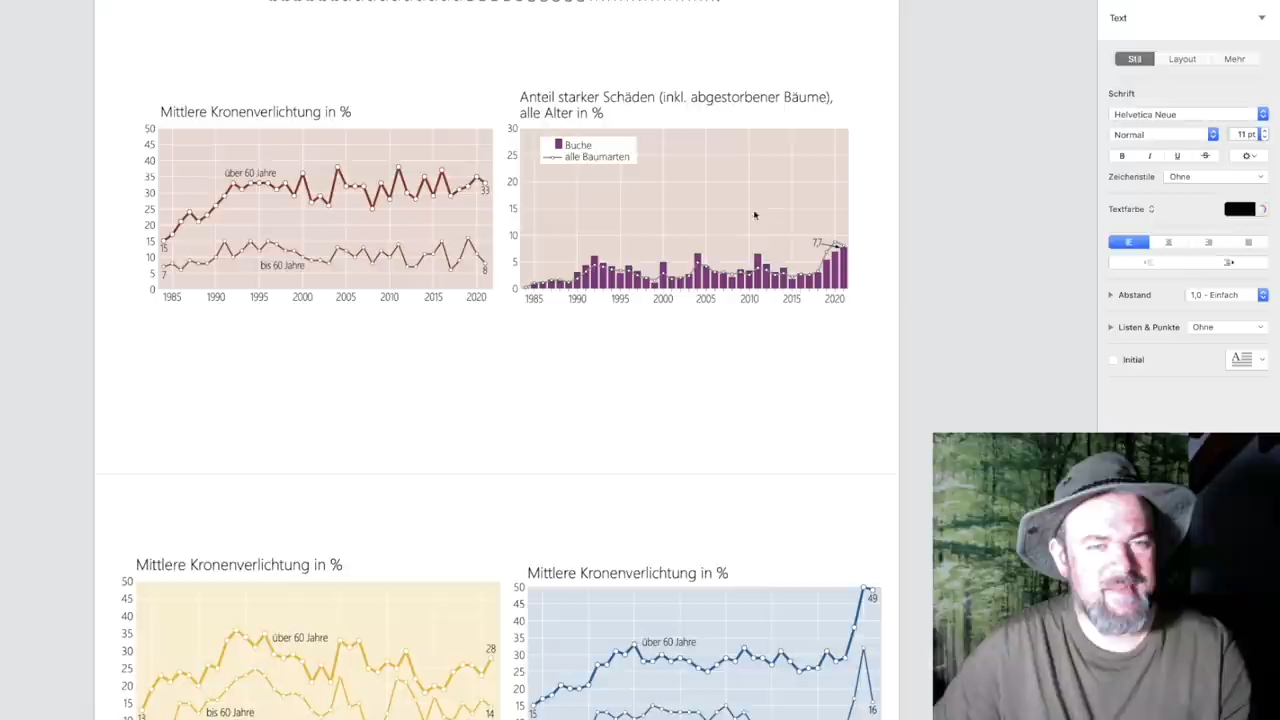 Text
Stil Layout Mehr
Schrift
Helvetica Neue
Normal 11 pt
B I U S
Zeichenstile Ohne
Textfarbe
Abstand 1,0 - Einfach
Listen & Punkte Ohne
Initial A
Mittlere Kronenverlichtung in %
50
45
40
35
30
25
20
15
10
5
0
über 60 Jahre
33
15
bis 60 Jahre
7
8
1985 1990 1995 2000 2005 2010 2015 2020
Anteil starker Schäden (inkl. abgestorbener Bäume),
alle Alter in %
30
25
20
15
10
5
0
Buche
alle Baumarten
7,7
1985 1990 1995 2000 2005 2010 2015 2020
Mittlere Kronenverlichtung in %
50
45
40
35
30
25
20
15
10
über 60 Jahre
28
bis 60 Jahre
13
14
Mittlere Kronenverlichtung in %
50
45
40
35
30
25
20
15
über 60 Jahre
49
15
16